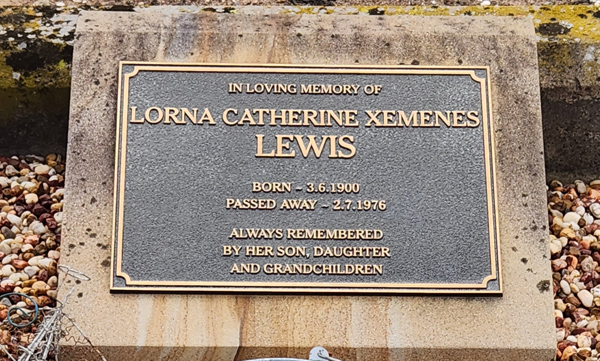 IN LOVING MEMORY OF
LORNA CATHERINE XEMENES
LEWIS
BORN – 3.6.1900
PASSED AWAY – 2.7.1976
ALWAYS REMEMBERED
BY HER SON, DAUGHTER
AND GRANDCHILDREN